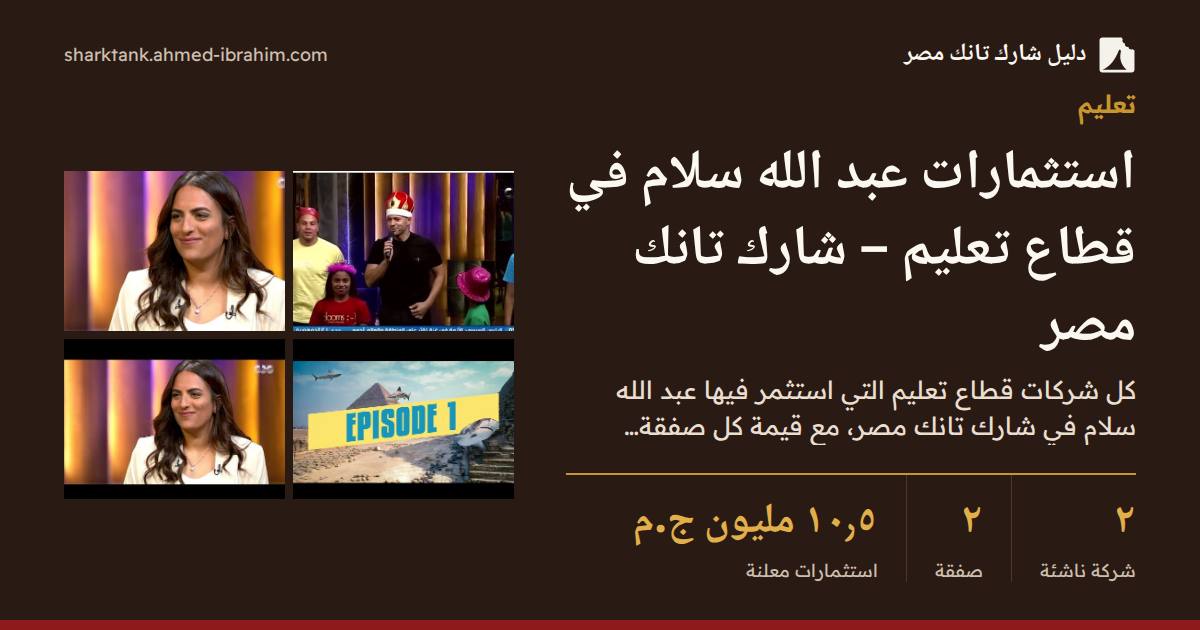 دليل شارك تانك مصر
sharktank.ahmed-ibrahim.com
تعليم
استثمارات عبد الله سلام في
قطاع تعليم – شارك تانك
مصر
كل شركات قطاع تعليم التي استثمر فيها عبد الله
سلام في شارك تانك مصر، مع قيمة كل صفقة...
٢
شركة ناشئة
٢
صفقة
١٠٫٥ مليون ج.م
استثمارات معلنة
EPISODE 1